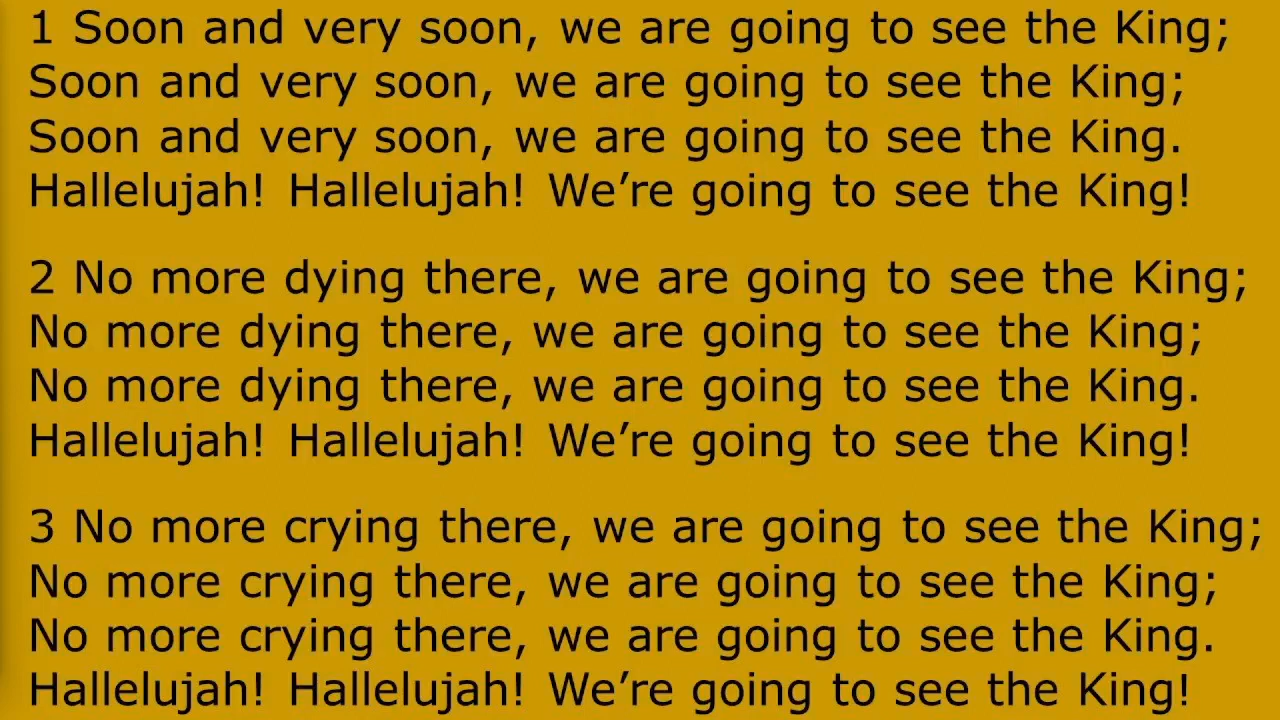 1 Soon and very soon, we are going to see the King;
Soon and very soon, we are going to see the King;
Soon and very soon, we are going to see the King.
Hallelujah! Hallelujah! We’re going to see the King!
2 No more dying there, we are going to see the King;
No more dying there, we are going to see the King;
No more dying there, we are going to see the King.
Hallelujah! Hallelujah! We’re going to see the King!
3 No more crying there, we are going to see the King;
No more crying there, we are going to see the King;
No more crying there, we are going to see the King.
Hallelujah! Hallelujah! We’re going to see the King!